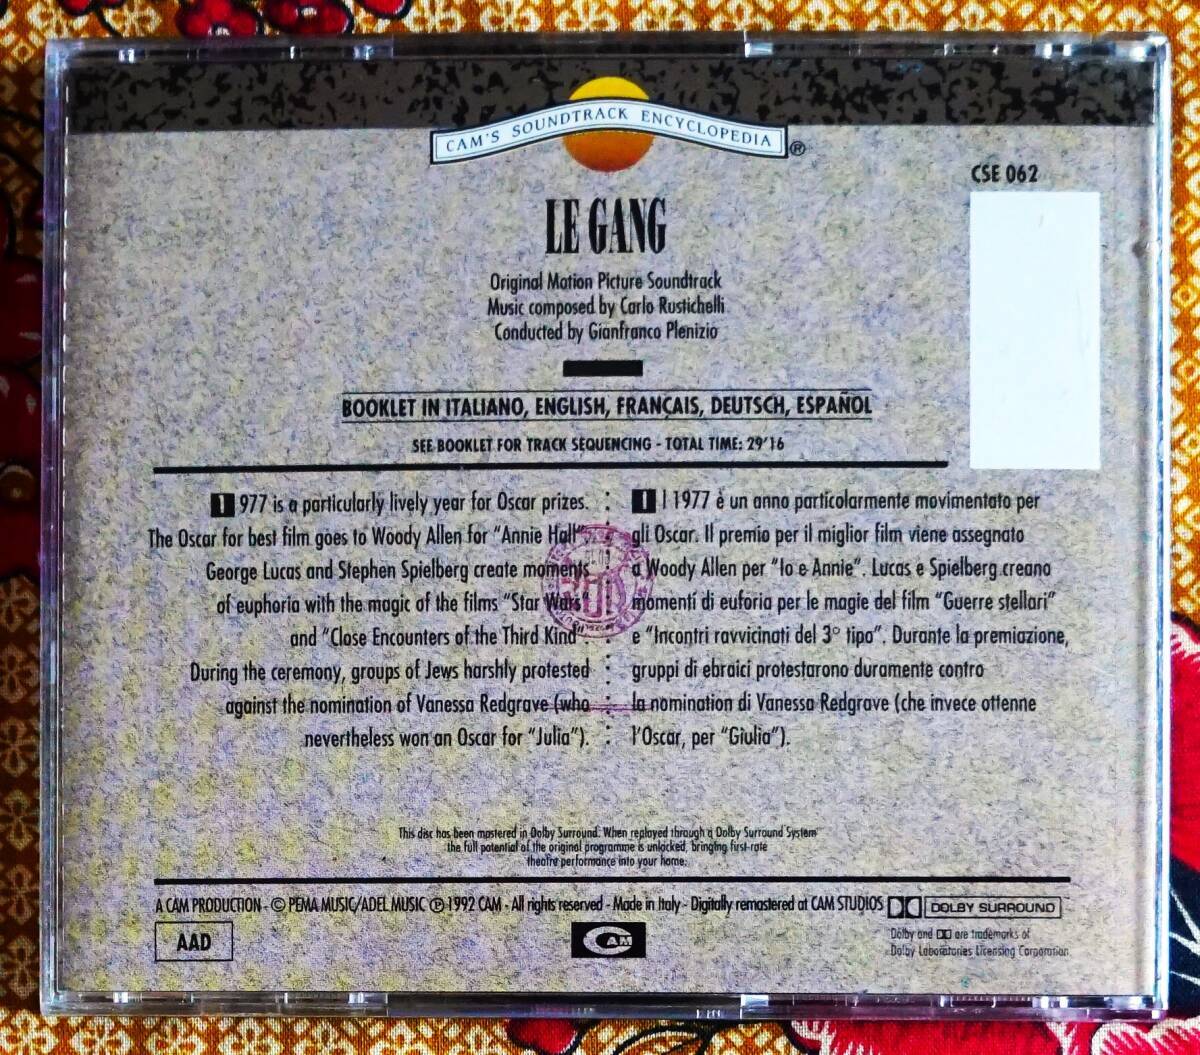 CAM'S SOUNDTRACK ENCYCLOPEDIA ®
CSE 062
LE GANG
Original Motion Picture Soundtrack
Music composed by Carlo Rustichelli
Conducted by Gianfranco Plenizio
BOOKLET IN ITALIANO, ENGLISH, FRANÇAIS, DEUTSCH, ESPAÑOL
SEE BOOKLET FOR TRACK SEQUENCING - TOTAL TIME: 29'16
1977 is a particularly lively year for Oscar prizes.
The Oscar for best film goes to Woody Allen for "Annie Hall".
George Lucas and Stephen Spielberg create moments
of euphoria with the magic of the films "Star Wars"
and "Close Encounters of the Third Kind".
During the ceremony, groups of Jews harshly protested
against the nomination of Vanessa Redgrave (who
nevertheless won an Oscar for "Julia").
Il 1977 è un anno particolarmente movimentato per
gli Oscar. Il premio per il miglior film viene assegnato
a Woody Allen per "Io e Annie". Lucas e Spielberg creano
momenti di euforia per le magie del film "Guerre stellari"
e "Incontri ravvicinati del 3° tipo". Durante la premiazione,
gruppi di ebraici protestarono duramente contro
la nomination di Vanessa Redgrave (che invece ottenne
l'Oscar, per "Giulia").
This disc has been mastered in Dolby Surround. When replayed through a Dolby Surround System
the full potential of the original programme is unlocked, bringing first-rate
theatre performance into your home.
A CAM PRODUCTION - © PEMA MUSIC/ADEL MUSIC ℗ 1992 CAM - All rights reserved - Made in Italy - Digitally remastered at CAM STUDIOS
DOLBY SURROUND
AAD
CAM
Dolby and are trademarks of
Dolby Laboratories Licensing Corporation